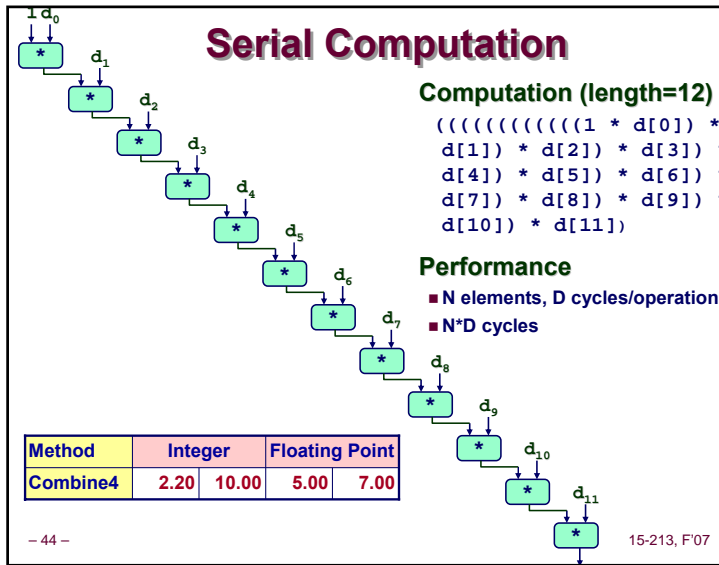 Serial Computation
1 d0
*
d1
*
d2
*
d3
*
d4
*
d5
*
d6
*
d7
*
d8
*
d9
*
d10
*
d11
*
Computation (length=12)
((((((((((((1 * d[0]) *
d[1]) * d[2]) * d[3]) *
d[4]) * d[5]) * d[6]) *
d[7]) * d[8]) * d[9]) *
d[10]) * d[11])
Performance
■ N elements, D cycles/operation
■ N*D cycles
Method Integer Floating Point
Combine4 2.20 10.00 5.00 7.00
– 44 –
15-213, F'07